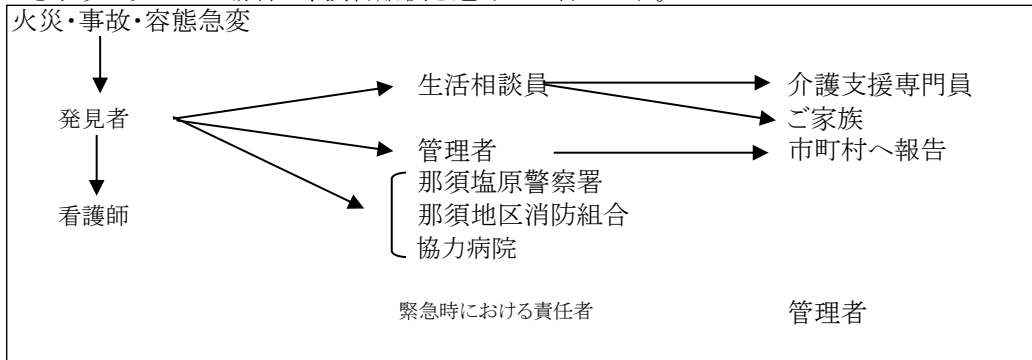 火災・事故・容態急変
生活相談員 介護支援専門員
発見者 ご家族
管理者 市町村へ報告
那須塩原警察署
看護師 那須地区消防組合
協力病院
緊急時における責任者 管理者